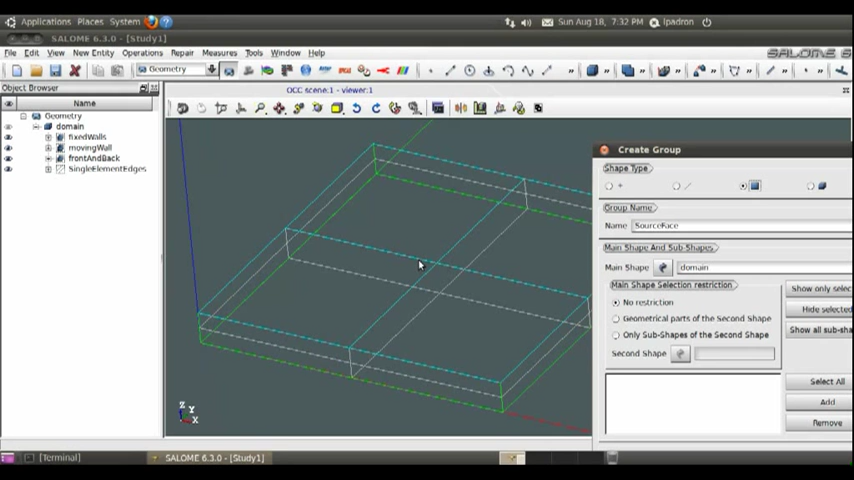 Applications Places System Sun Aug 18, 7:32 PM lpadron
SALOME 6.3.0 - [Study1]
File Edit View New Entity Operations Repair Measures Tools Window Help
Geometry
Object Browser
OCC scene:1 - viewer:1
Name
Geometry
domain
fixedWalls
movingWall
frontAndBack
SingleElementEdges
Create Group
Shape Type
Group Name
Name SourceFace
Main Shape And Sub-Shapes
Main Shape domain
Main Shape Selection restriction
No restriction
Geometrical parts of the Second Shape
Only Sub-Shapes of the Second Shape
Second Shape
Show only selec
Hide selected
Show all sub-sha
Select All
Add
Remove
Z
Y
X
[Terminal] SALOME 6.3.0 - [Study1]